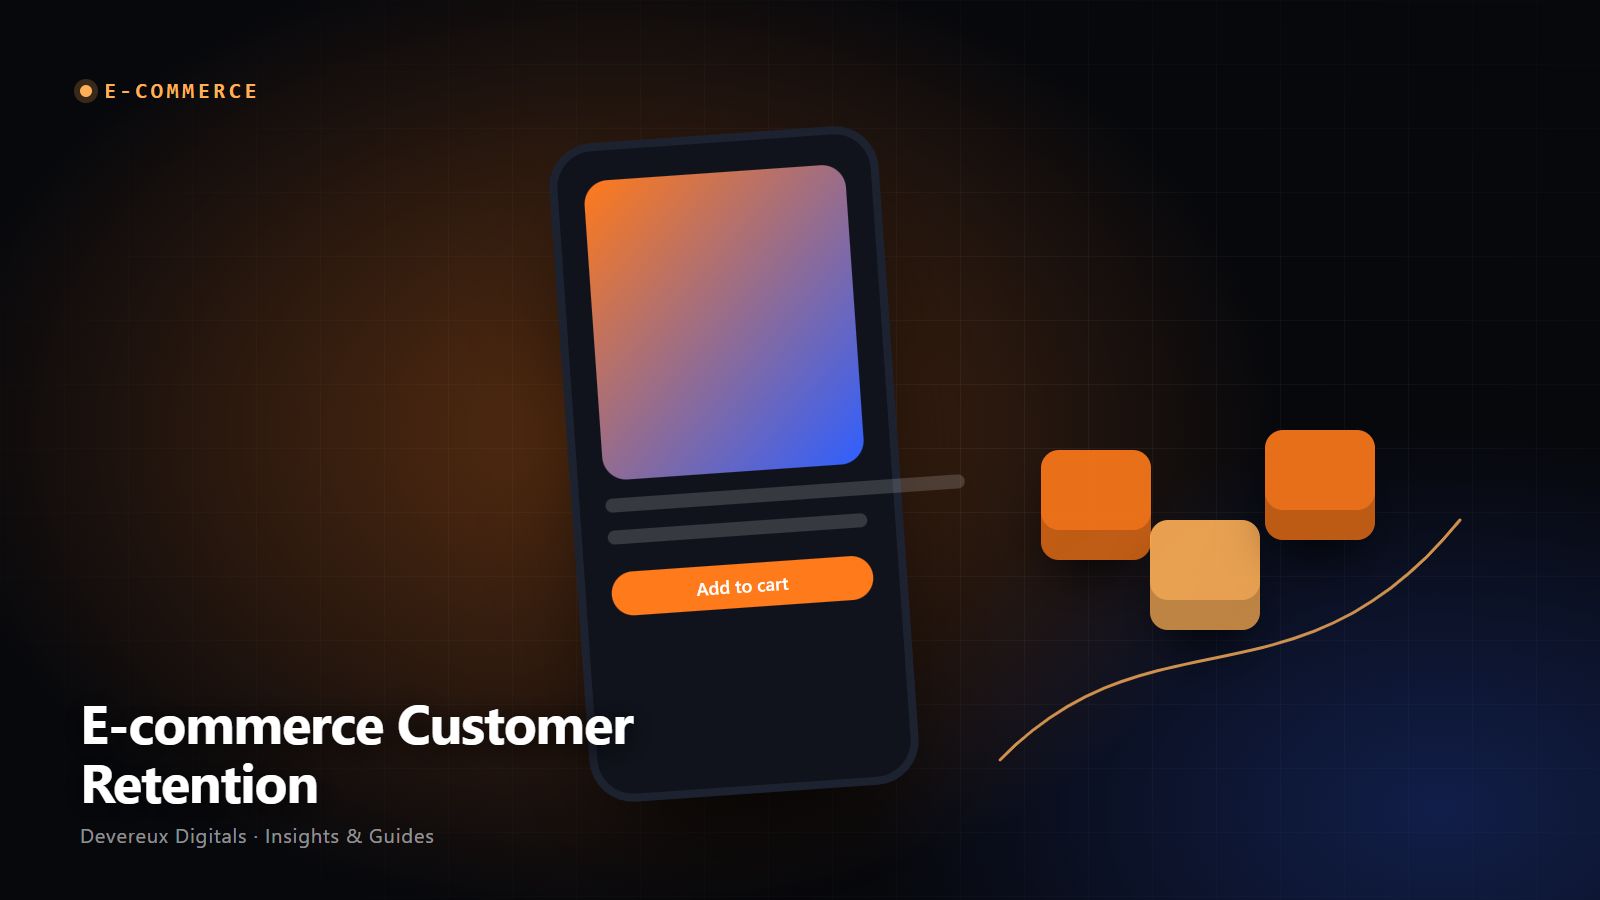 E-COMMERCE
Add to cart
E-commerce Customer
Retention
Devereux Digitals · Insights & Guides